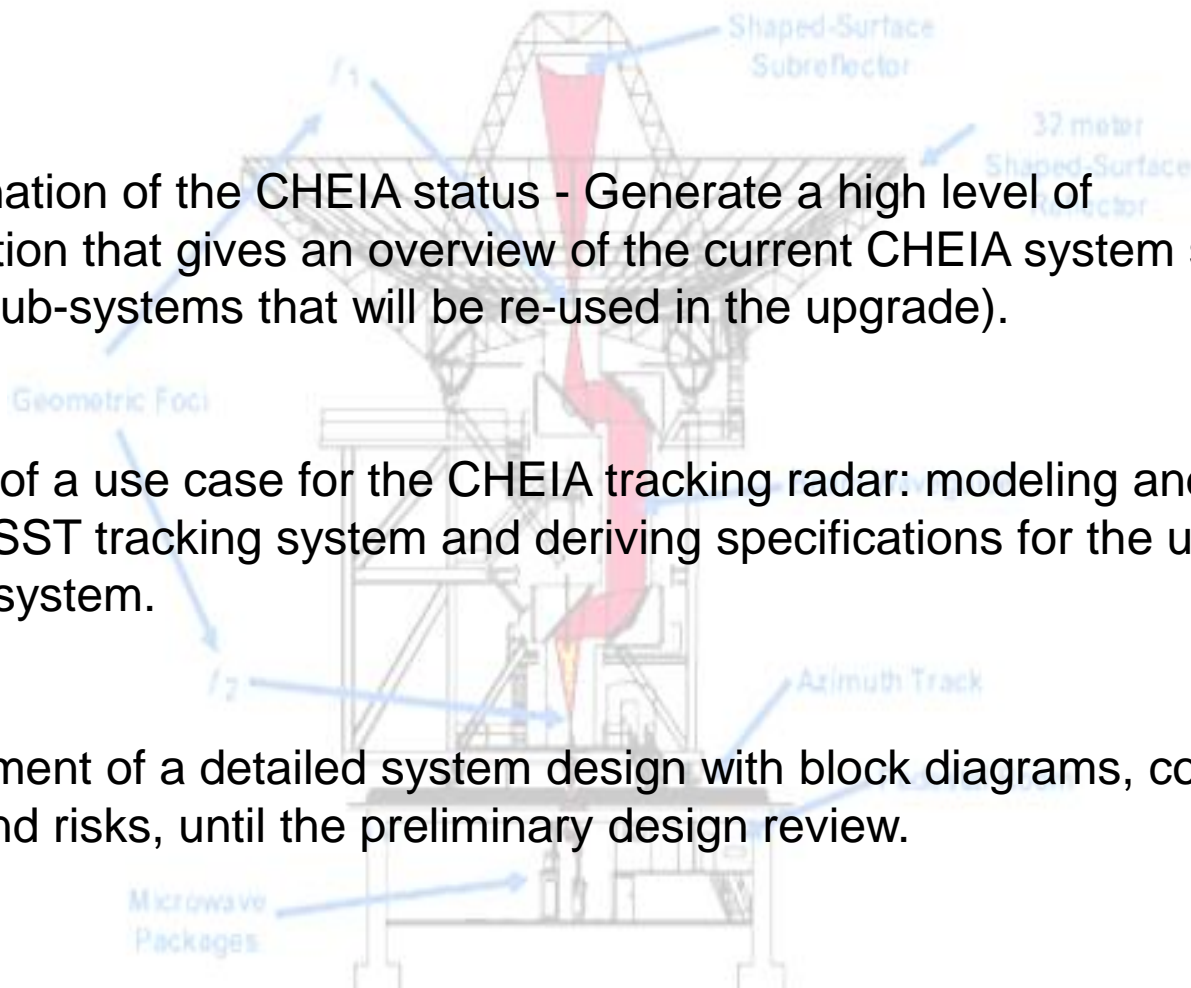 Shaped-Surface
Subreflector
f1
32 meter
Shaped-Surface
Reflector
nation of the CHEIA status - Generate a high level of
tion that gives an overview of the current CHEIA system
ub-systems that will be re-used in the upgrade).
Geometric Foci
of a use case for the CHEIA tracking radar: modeling and
SST tracking system and deriving specifications for the u
system.
f2
Azimuth Track
ment of a detailed system design with block diagrams, co
nd risks, until the preliminary design review.
Microwave
Packages